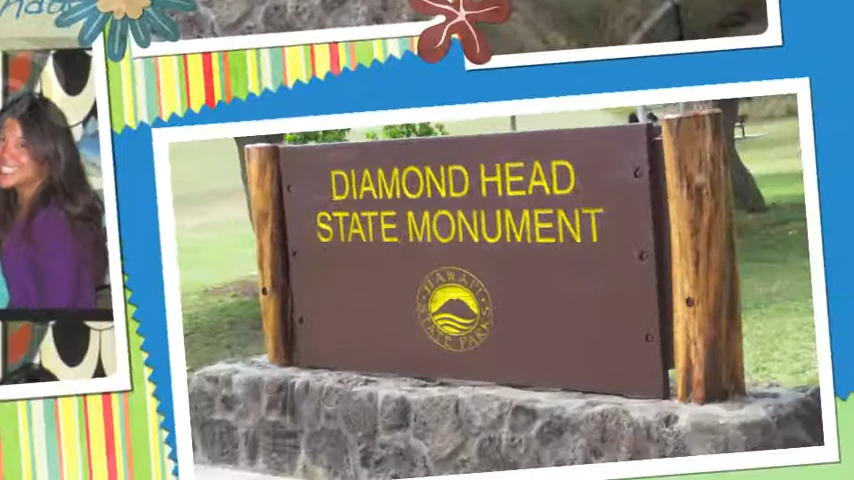 DIAMOND HEAD
STATE MONUMENT
HAWAII
STATE PARKS